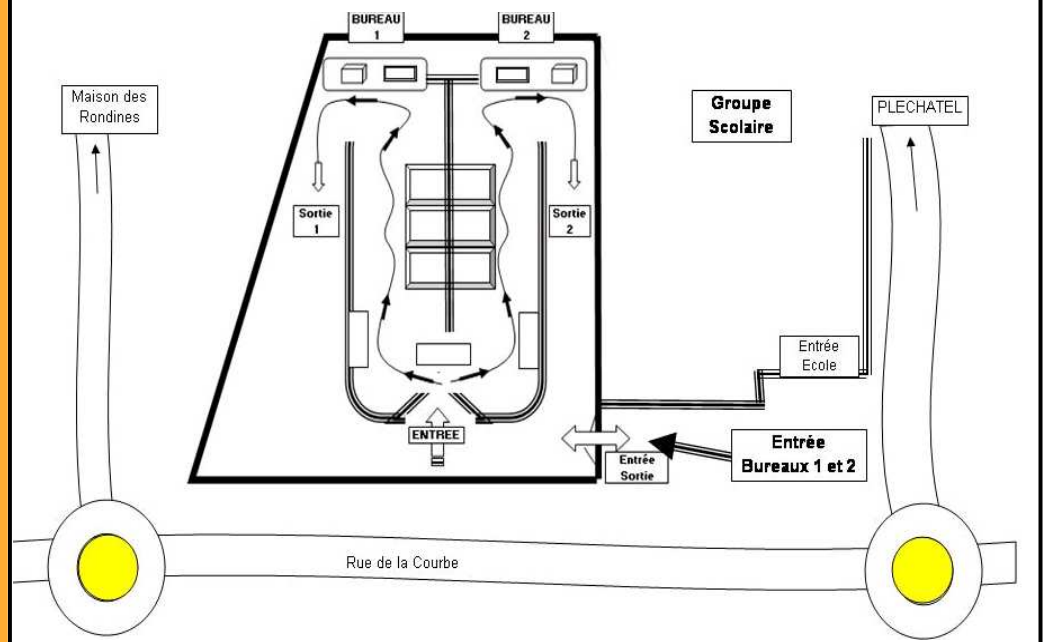 BUREAU
1
BUREAU
2
Maison des
Rondines
Groupe
Scolaire
PLECHATEL
Sortie
1
Sortie
2
Entrée
Ecole
ENTREE
Entrée
Bureaux 1 et 2
Entrée
Sortie
Rue de la Courbe